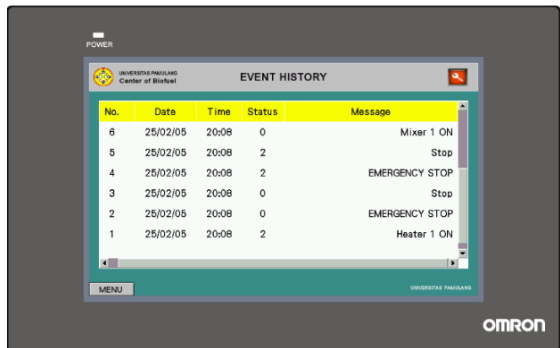 POWER
UNIVERSITAS PAMULANG
Center of Biofuel
EVENT HISTORY
No. Date Time Status Message
6 25/02/05 20:08 0 Mixer 1 ON
5 25/02/05 20:08 2 Stop
4 25/02/05 20:08 2 EMERGENCY STOP
3 25/02/05 20:08 0 Stop
2 25/02/05 20:08 0 EMERGENCY STOP
1 25/02/05 20:08 2 Heater 1 ON
MENU
UNIVERSITAS PAMULANG
OMRON